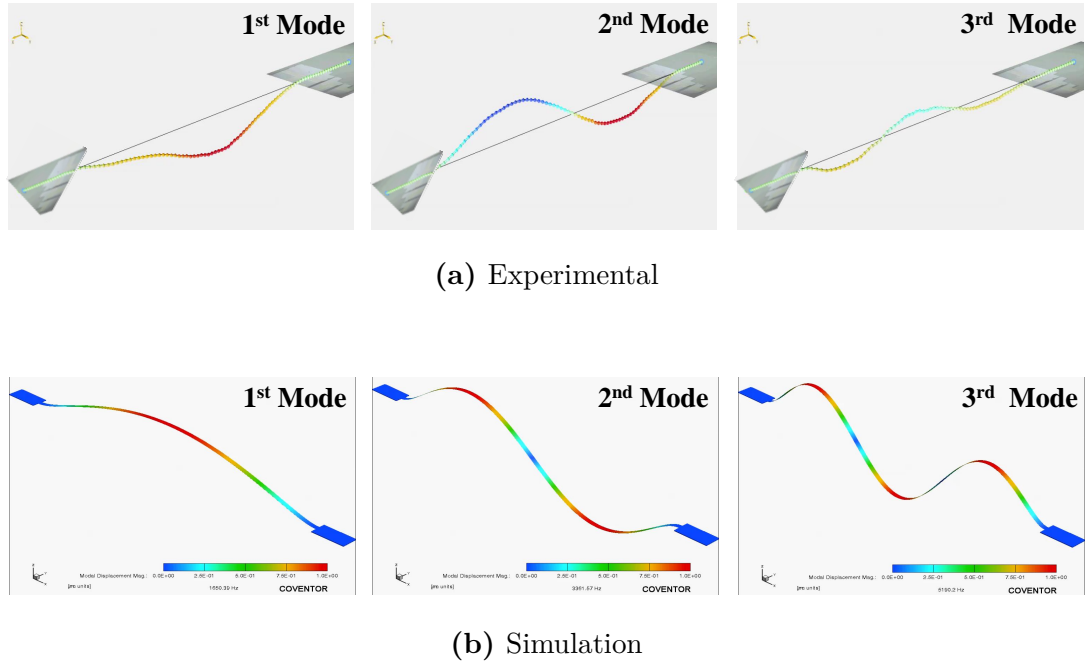 1st Mode
2nd Mode
3rd Mode
(a) Experimental
1st Mode
2nd Mode
3rd Mode
Modal Displacement Mag.: 0.0E+00 2.5E-01 5.0E-01 7.5E-01 1.0E+00
1650.39 Hz COVENTOR
Modal Displacement Mag.: 0.0E+00 2.5E-01 5.0E-01 7.5E-01 1.0E+00
COVENTOR
Modal Displacement Mag.: 0.0E+00 2.5E-01 5.0E-01 7.5E-01 1.0E+00
COVENTOR
(b) Simulation